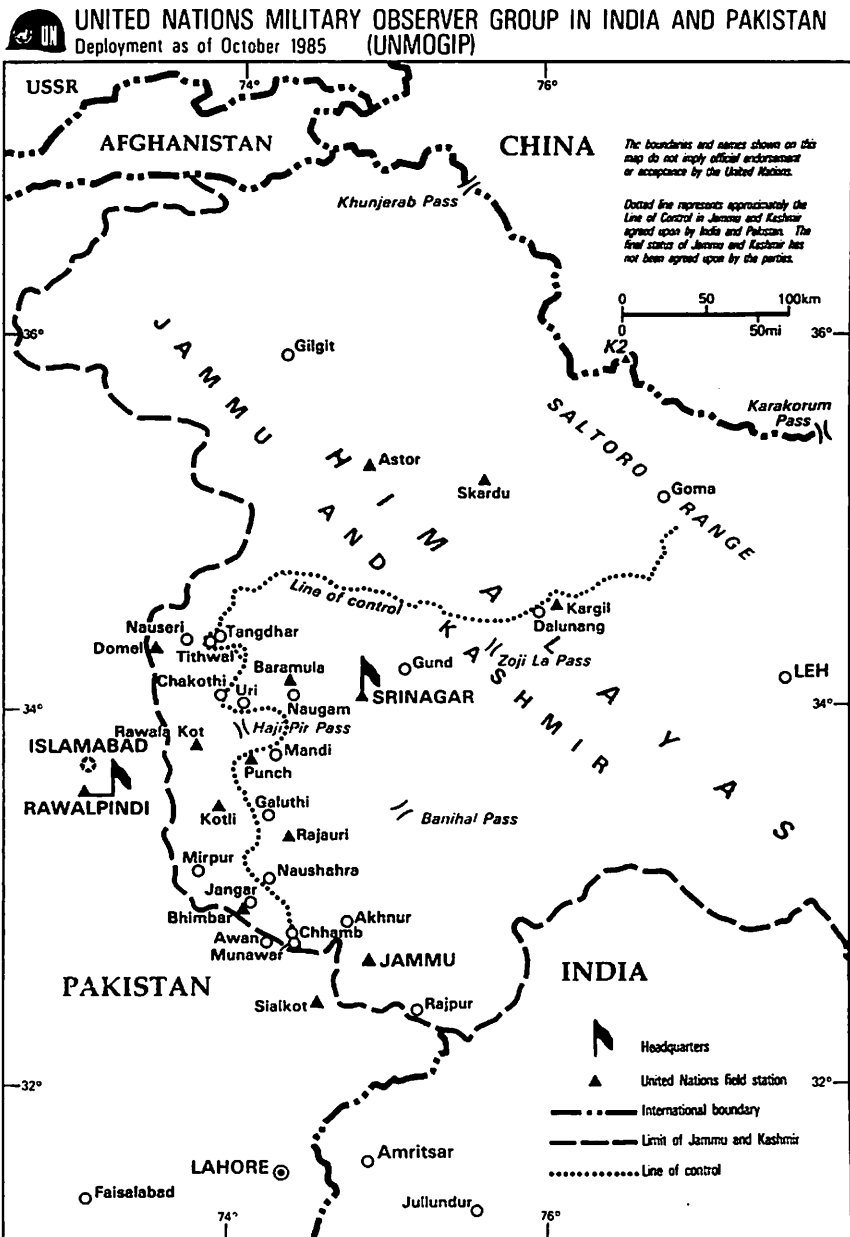 UN
UNITED NATIONS MILITARY OBSERVER GROUP IN INDIA AND PAKISTAN
Deployment as of October 1985 (UNMOGIP)
74°
76°
USSR
AFGHANISTAN
CHINA
The boundaries and names shown on this
map do not imply official endorsement
or acceptance by the United Nations.
Khunjerab Pass
Dotted line represents approximately the
Line of Control in Jammu and Kashmir
agreed upon by India and Pakistan. The
final status of Jammu and Kashmir has
not been agreed upon by the parties.
0 50 100km
0 50mi
36°
36°
JAMMU
AND
KASHMIR
HIMALAYAS
Gilgit
K2
Karakorum
Pass
SALTORO
RANGE
Astor
Skardu
Goma
Line of control
Kargil
Dalunang
Nauseri
Tangdhar
Domel
Tithwal
Gund
Zoji La Pass
LEH
Baramula
Chakothi
Uri
Naugam
SRINAGAR
34°
34°
Rawala Kot
Haji Pir Pass
ISLAMABAD
Mandi
Punch
RAWALPINDI
Kotli
Galuthi
Banihal Pass
Rajauri
Mirpur
Naushahra
Jangar
Bhimbar
Akhnur
Chhamb
Awan
Munawar
JAMMU
PAKISTAN
INDIA
Sialkot
Rajpur
Headquarters
32°
United Nations field station
32°
International boundary
Limit of Jammu and Kashmir
Line of control
LAHORE
Amritsar
Faisalabad
Jullundur
74°
76°